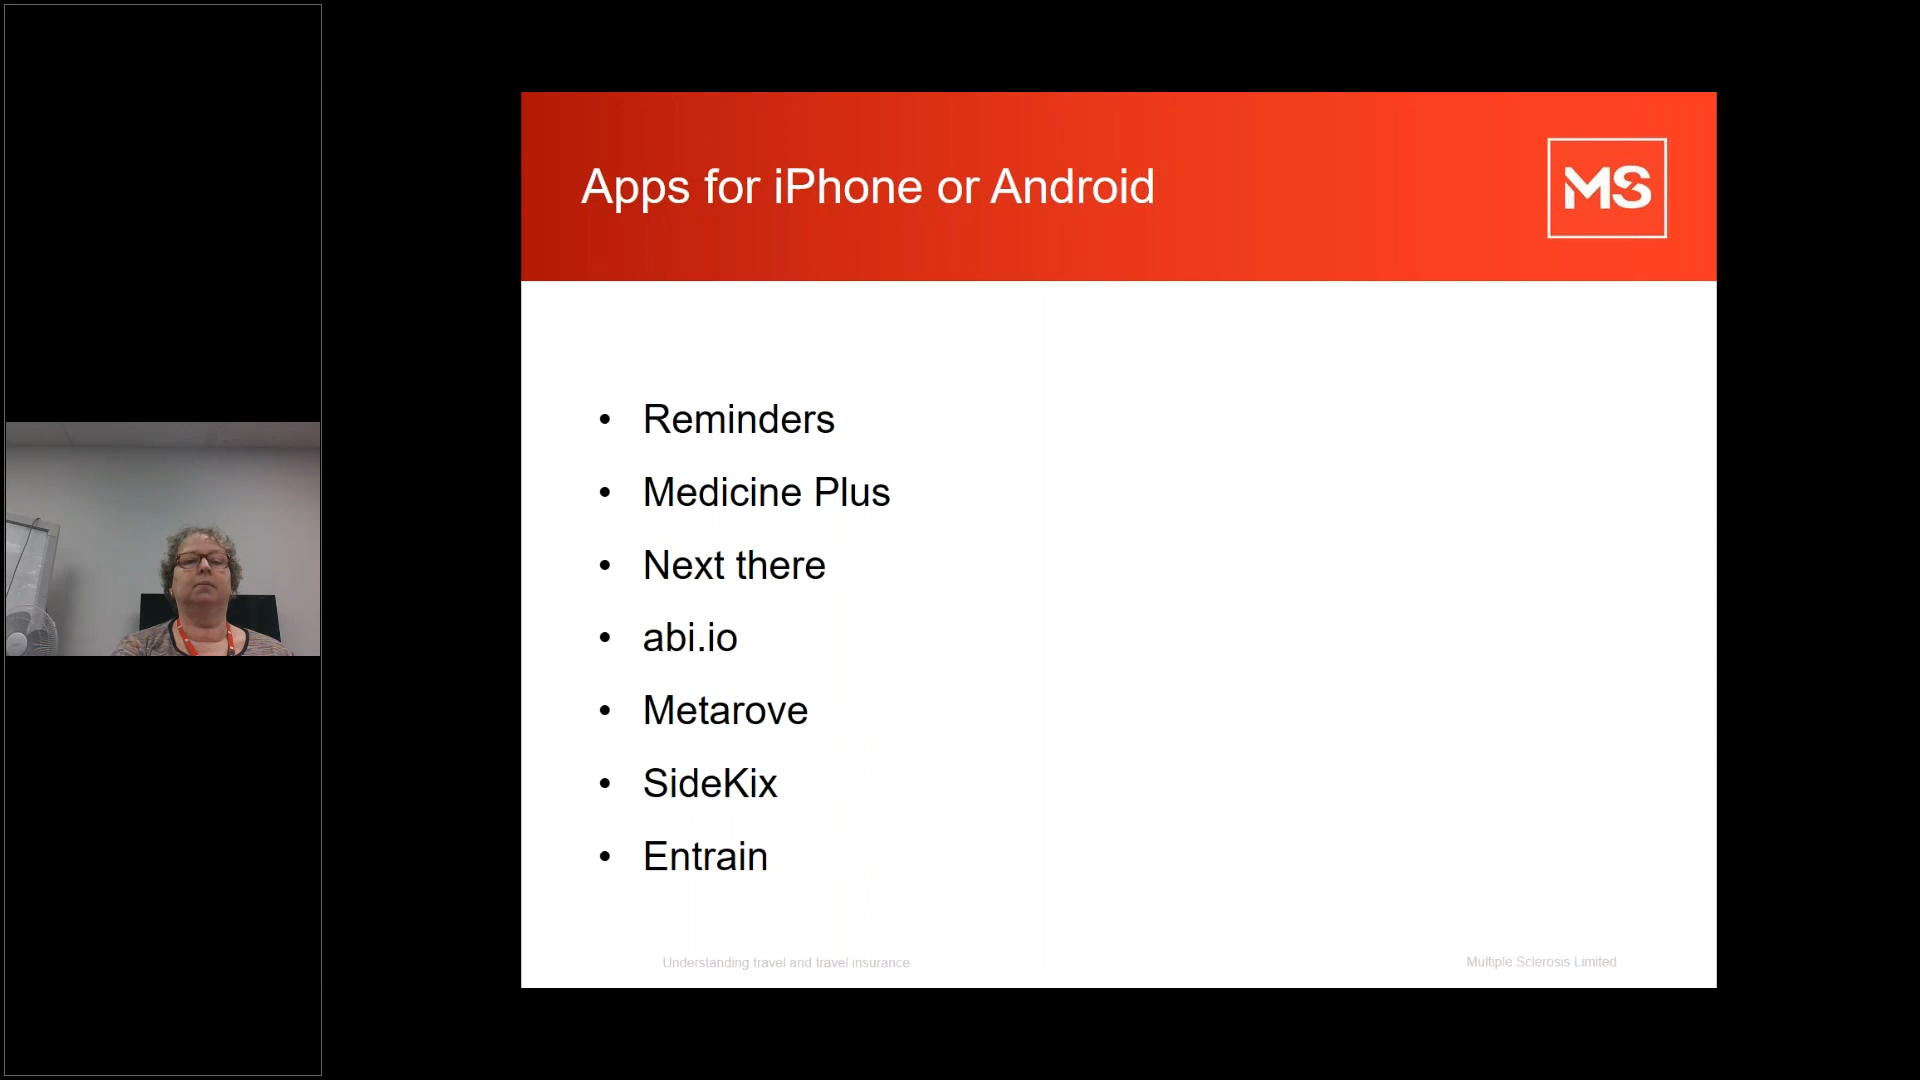 Apps for iPhone or Android
MS
• Reminders
• Medicine Plus
• Next there
• abi.io
• Metarove
• SideKix
• Entrain
Understanding travel and travel insurance
Multiple Sclerosis Limited